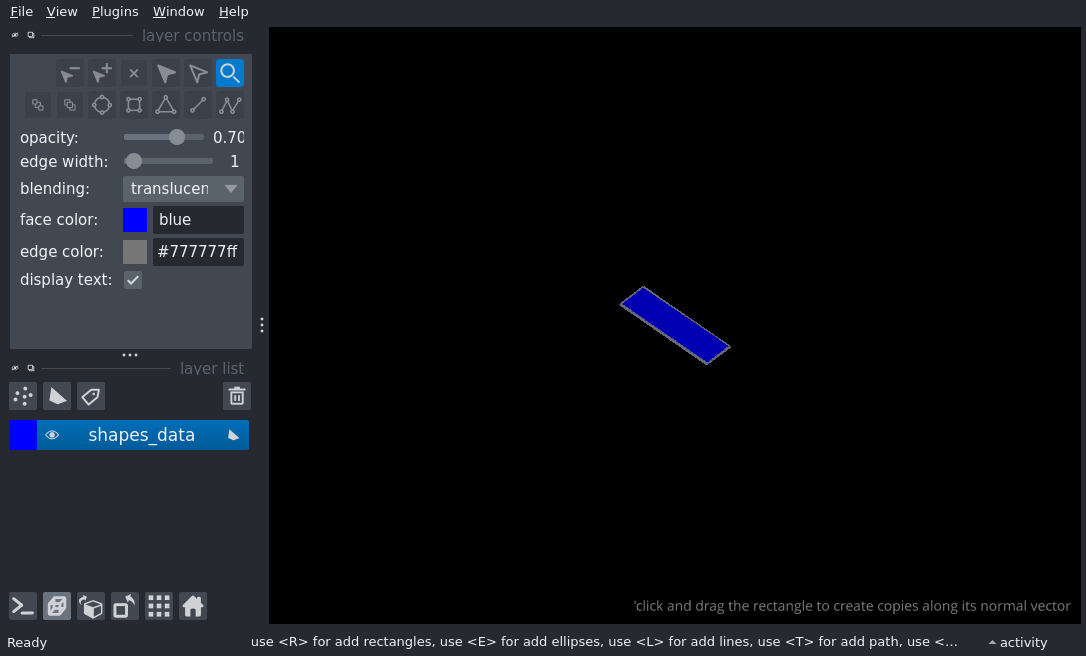 File View Plugins Window Help
layer controls
opacity: 0.70
edge width: 1
blending: translucen
face color: blue
edge color: #777777ff
display text:
layer list
shapes_data
'click and drag the rectangle to create copies along its normal vector
Ready use <R> for add rectangles, use <E> for add ellipses, use <L> for add lines, use <T> for add path, use <... activity